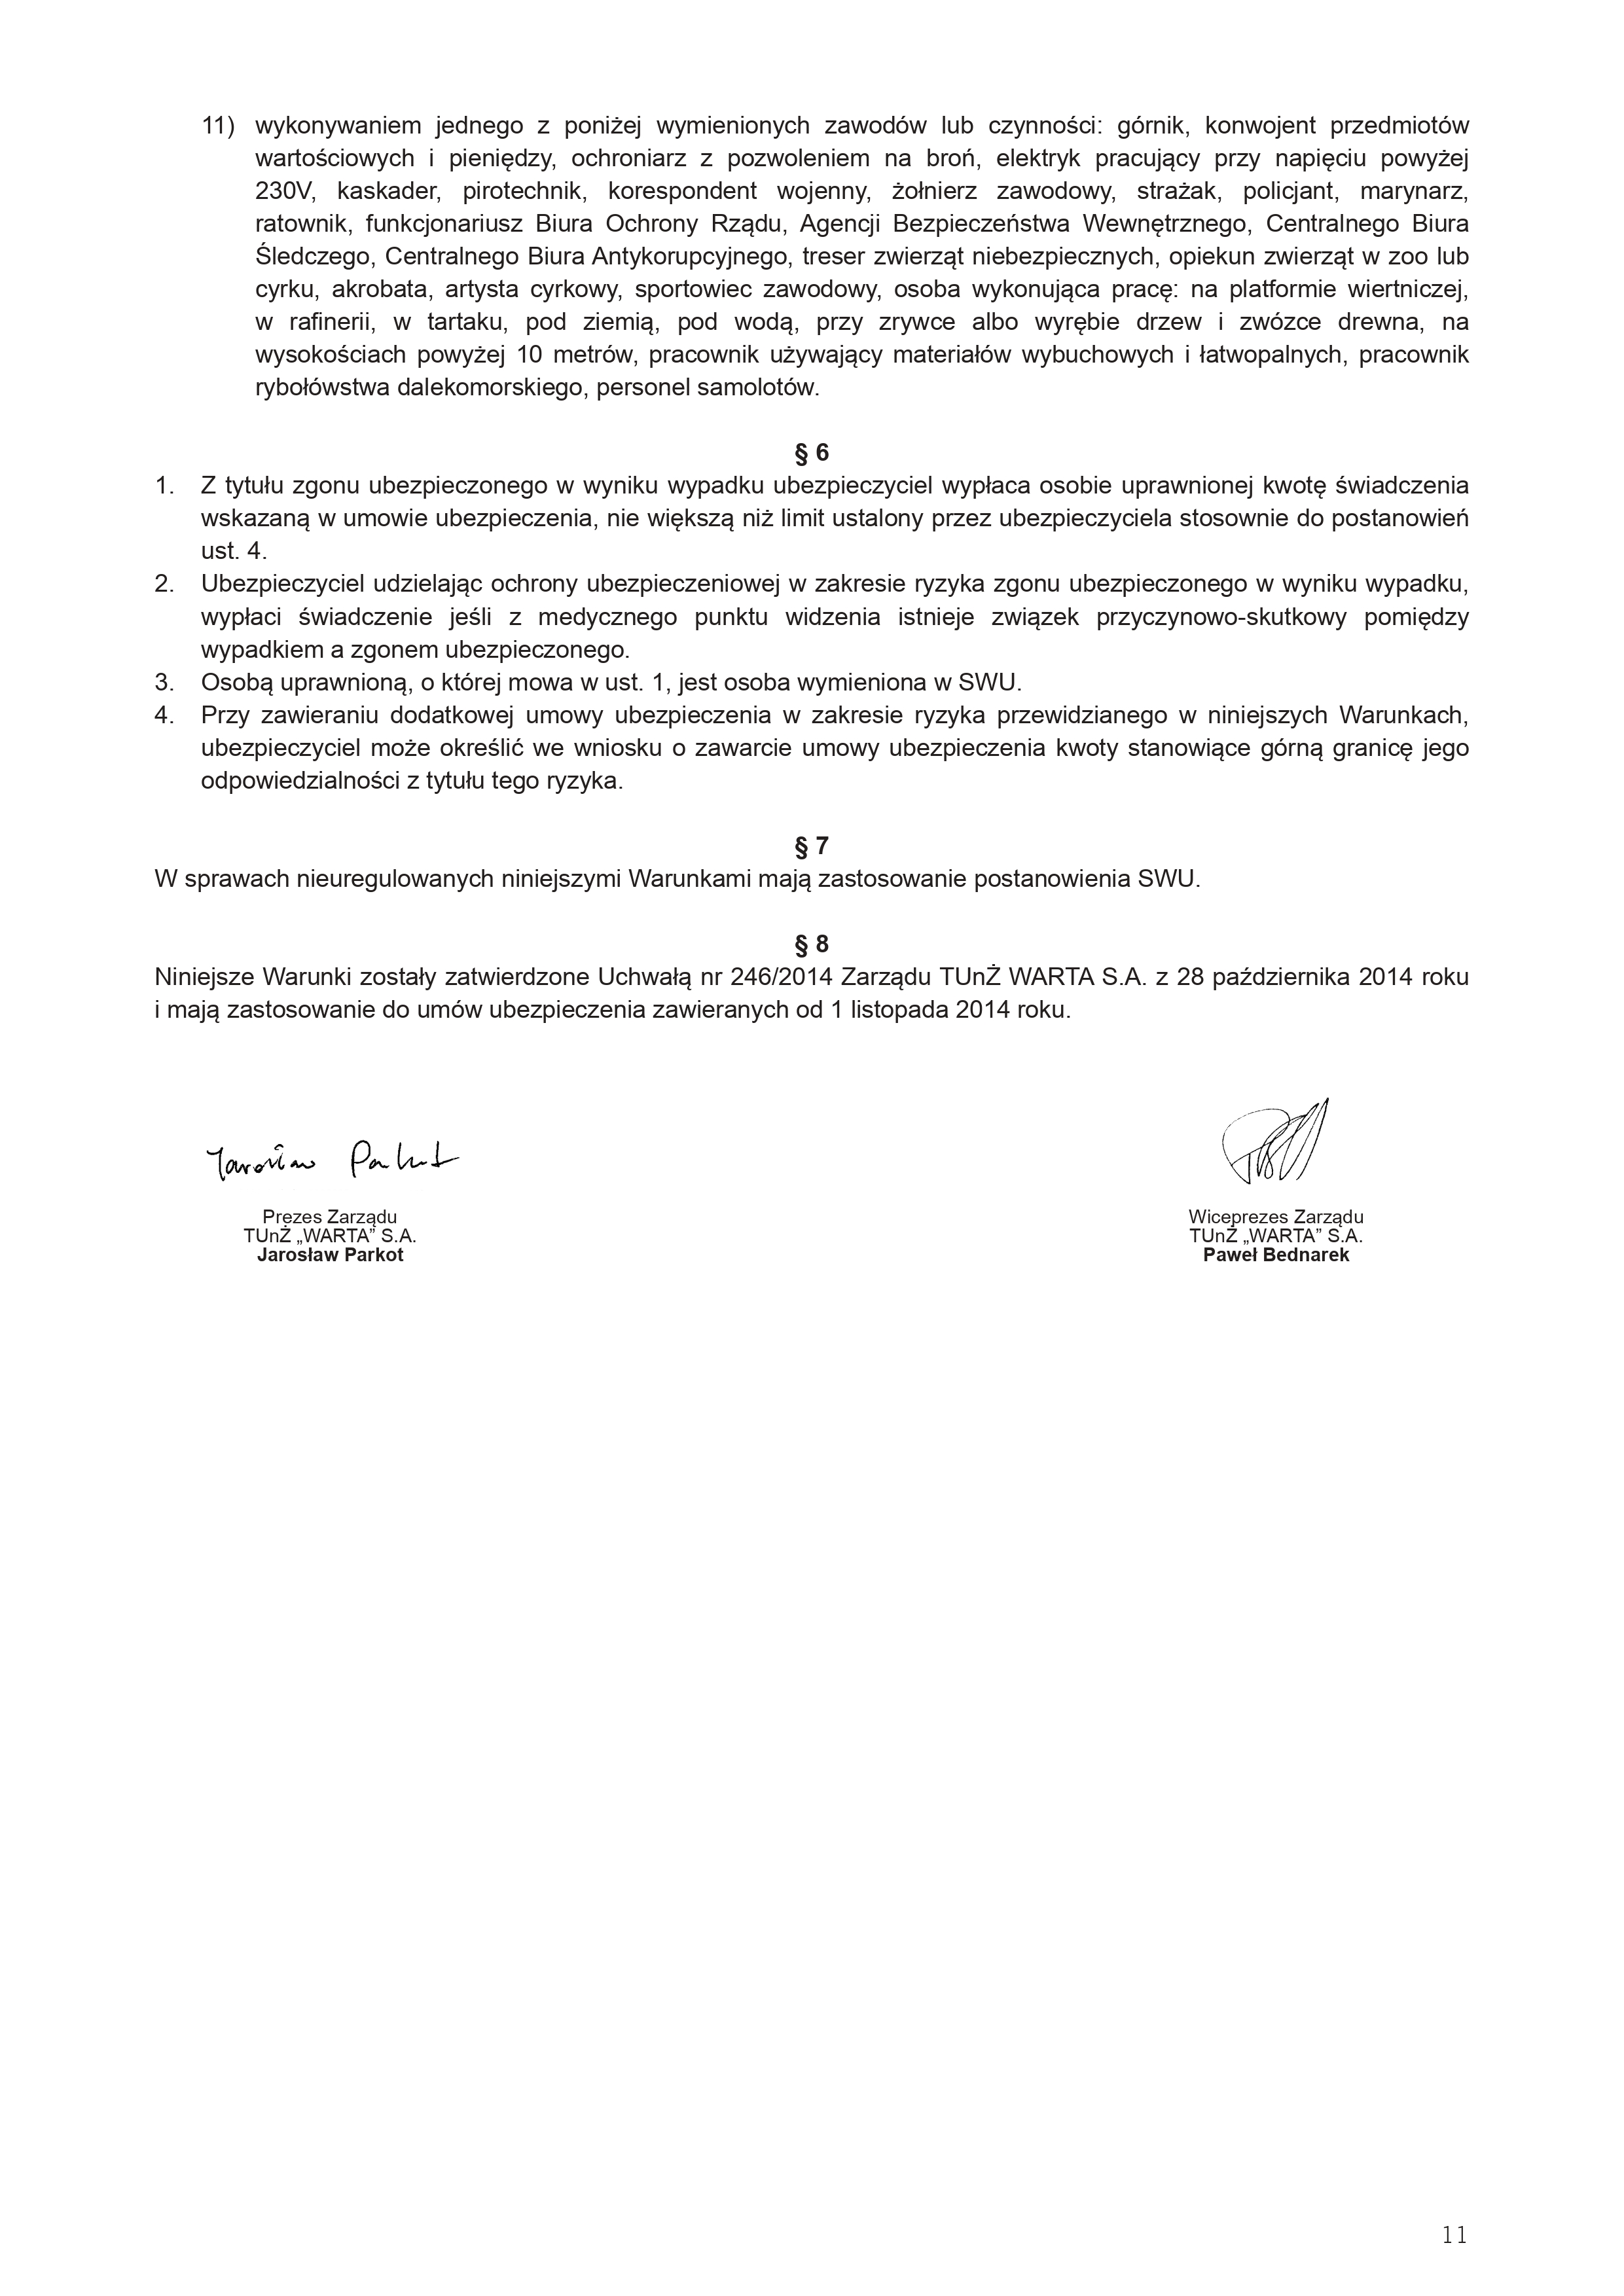 11) wykonywaniem jednego z poniżej wymienionych zawodów lub czynności: górnik, konwojent przedmiotów
wartościowych i pieniędzy, ochroniarz z pozwoleniem na broń, elektryk pracujący przy napięciu powyżej
230V, kaskader, pirotechnik, korespondent wojenny, żołnierz zawodowy, strażak, policjant, marynarz,
ratownik, funkcjonariusz Biura Ochrony Rządu, Agencji Bezpieczeństwa Wewnętrznego, Centralnego Biura
Śledczego, Centralnego Biura Antykorupcyjnego, treser zwierząt niebezpiecznych, opiekun zwierząt w zoo lub
cyrku, akrobata, artysta cyrkowy, sportowiec zawodowy, osoba wykonująca pracę: na platformie wiertniczej,
w rafinerii, w tartaku, pod ziemią, pod wodą, przy zrywce albo wyrębie drzew i zwózce drewna, na
wysokościach powyżej 10 metrów, pracownik używający materiałów wybuchowych i łatwopalnych, pracownik
rybołówstwa dalekomorskiego, personel samolotów.
§ 6
1. Z tytułu zgonu ubezpieczonego w wyniku wypadku ubezpieczyciel wypłaca osobie uprawnionej kwotę świadczenia
wskazaną w umowie ubezpieczenia, nie większą niż limit ustalony przez ubezpieczyciela stosownie do postanowień
ust. 4.
2. Ubezpieczyciel udzielając ochrony ubezpieczeniowej w zakresie ryzyka zgonu ubezpieczonego w wyniku wypadku,
wypłaci świadczenie jeśli z medycznego punktu widzenia istnieje związek przyczynowo-skutkowy pomiędzy
wypadkiem a zgonem ubezpieczonego.
3. Osobą uprawnioną, o której mowa w ust. 1, jest osoba wymieniona w SWU.
4. Przy zawieraniu dodatkowej umowy ubezpieczenia w zakresie ryzyka przewidzianego w niniejszych Warunkach,
ubezpieczyciel może określić we wniosku o zawarcie umowy ubezpieczenia kwoty stanowiące górną granicę jego
odpowiedzialności z tytułu tego ryzyka.
§ 7
W sprawach nieuregulowanych niniejszymi Warunkami mają zastosowanie postanowienia SWU.
§ 8
Niniejsze Warunki zostały zatwierdzone Uchwałą nr 246/2014 Zarządu TUnŻ WARTA S.A. z 28 października 2014 roku
i mają zastosowanie do umów ubezpieczenia zawieranych od 1 listopada 2014 roku.
Jarosław Parkot
Prezes Zarządu
TUnŻ „WARTA” S.A.
Jarosław Parkot
Wiceprezes Zarządu
TUnŻ „WARTA” S.A.
Paweł Bednarek
11